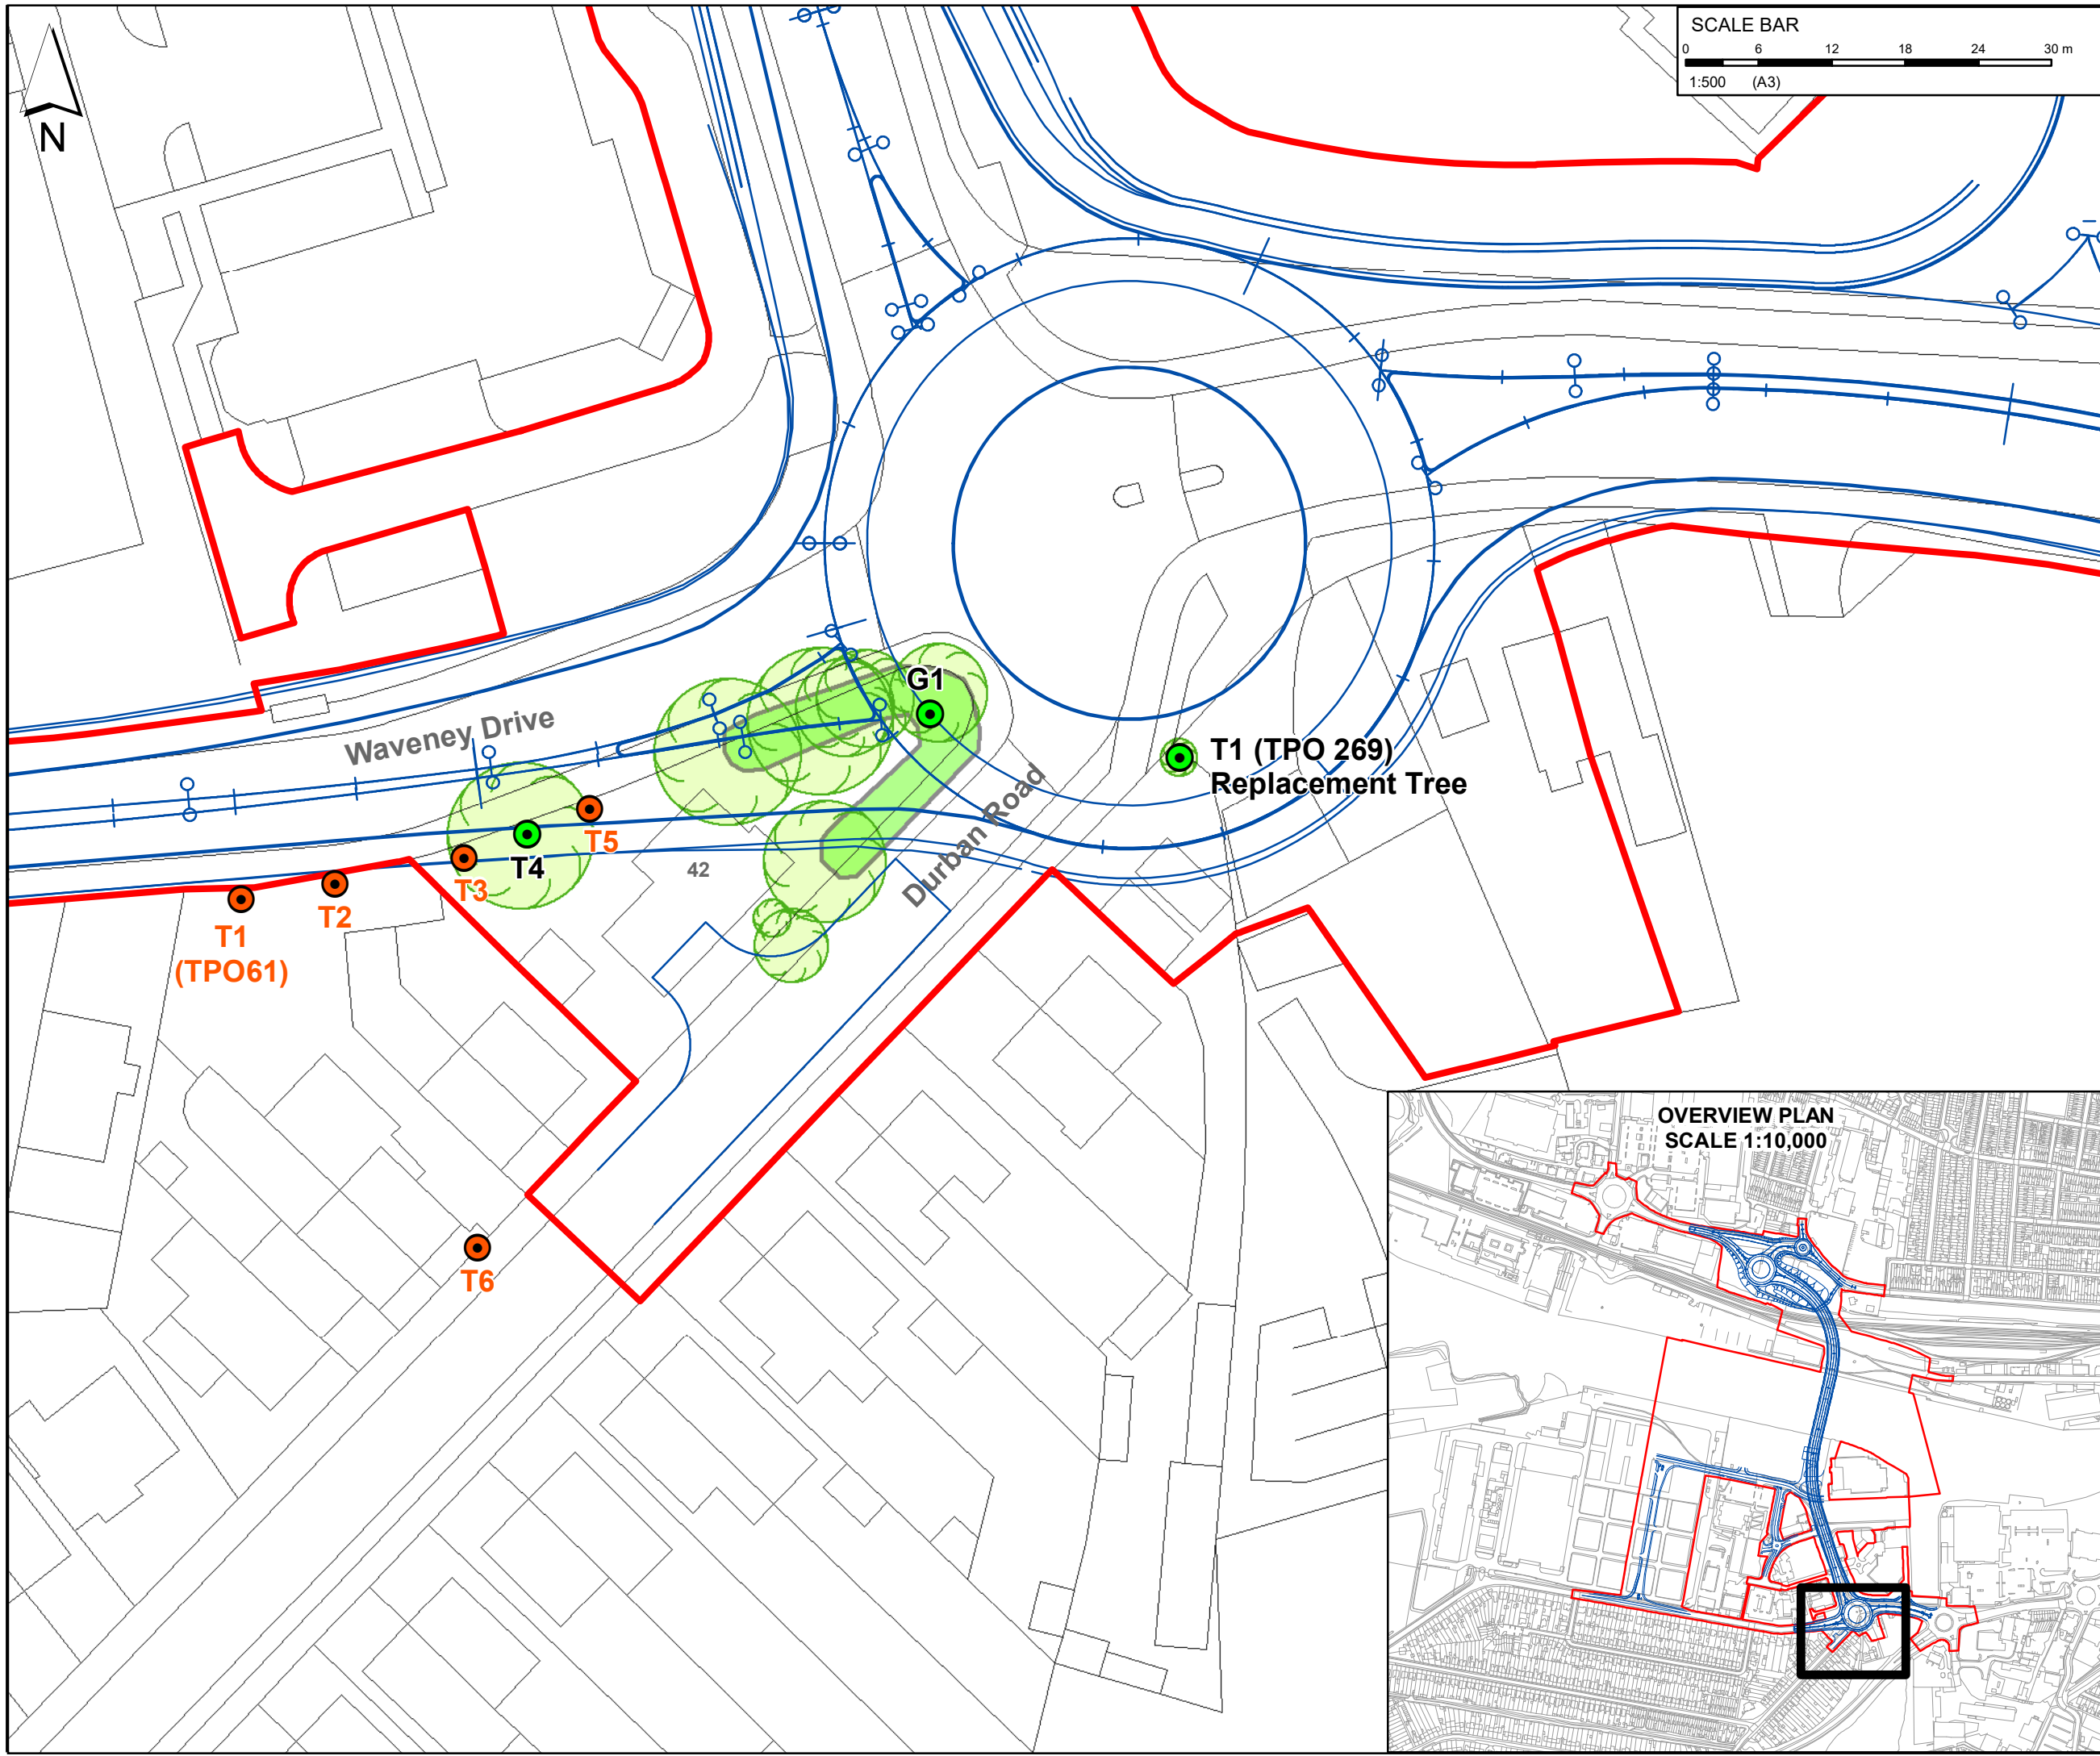 SCALE BAR
0 6 12 18 24 30 m
1:500 (A3)
N
G1
Waveney Drive
T1 (TPO 269)
Replacement Tree
Durban Road
T5
T4
42
T3
T2
T1
(TPO61)
T6
OVERVIEW PLAN
SCALE 1:10,000